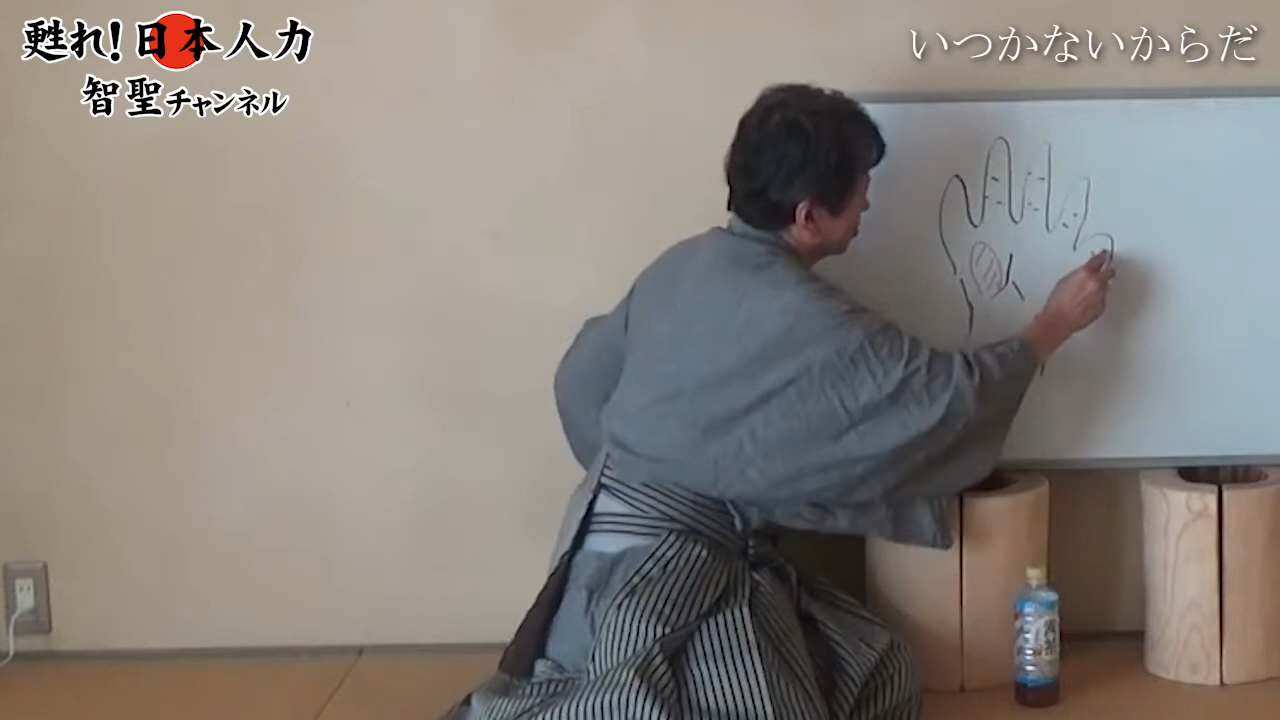 甦れ！日本人力
智聖チャンネル
いつかないからだ